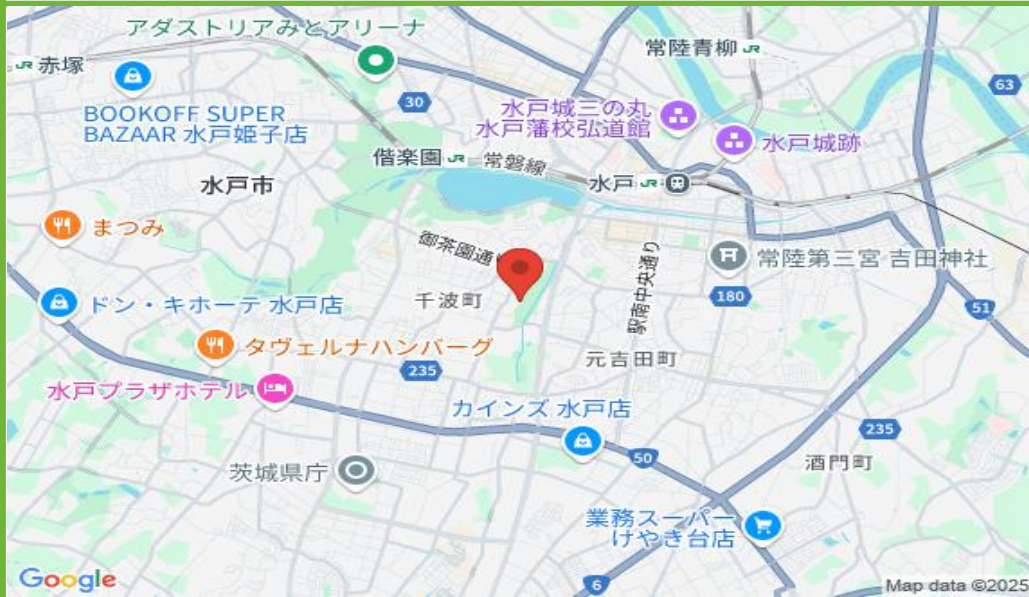 アダストリアみとアリーナ
常陸青柳 JR
JR 赤塚
63
BOOKOFF SUPER
BAZAAR 水戸姫子店
30
水戸城三の丸
水戸藩校弘道館
水戸城跡
偕楽園 JR
常磐線
水戸市
水戸 JR
まつみ
御茶園通り
駅南中央通り
常陸第三宮 吉田神社
ドン・キホーテ 水戸店
千波町
180
51
タヴェルナハンバーグ
元吉田町
235
水戸プラザホテル
カインズ 水戸店
235
50
酒門町
茨城県庁
業務スーパー
けやき台店
6
Google
Map data ©2025